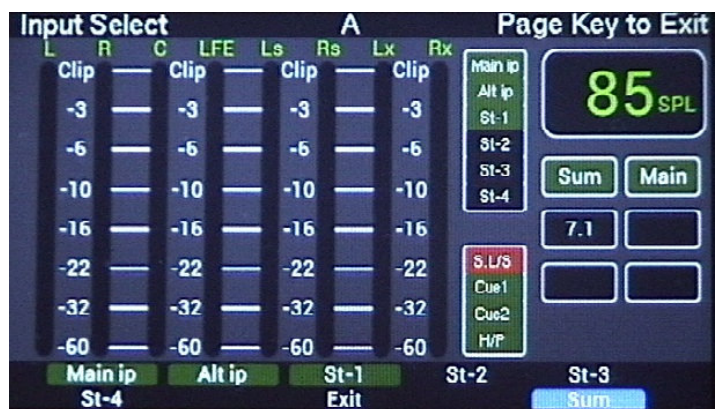 Input Select A Page Key to Exit
L R C LFE Ls Rs Lx Rx
Clip Clip Clip Clip
-3 -3 -3 -3
-6 -6 -6 -6
-10 -10 -10 -10
-16 -16 -16 -16
-22 -22 -22 -22
-32 -32 -32 -32
-60 -60 -60 -60
Main ip
Alt ip
St-1
St-2
St-3
St-4
S.L/S
Cue1
Cue2
H/P
85 SPL
Sum Main
7.1
Main ip Alt ip St-1 St-2 St-3
St-4 Exit Sum